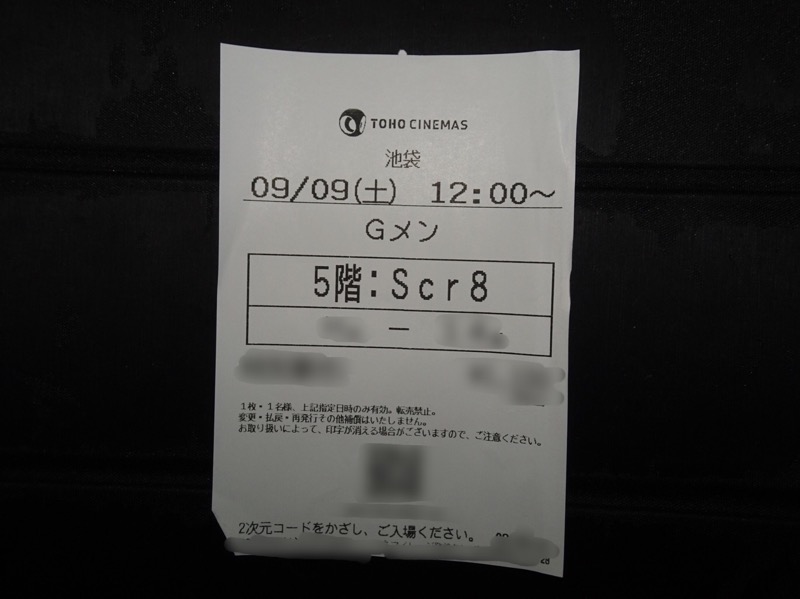 TOHO CINEMAS
池袋
09/09(土) 12:00～
Gメン
5階：Scr8
ー
1枚・1名様、上記指定日時のみ有効。転売禁止。
変更・払戻・再発行その他補償はいたしません。
お取り扱いによって、印字が消える場合がございますので、ご注意ください。
2次元コードをかざし、ご入場ください。
28